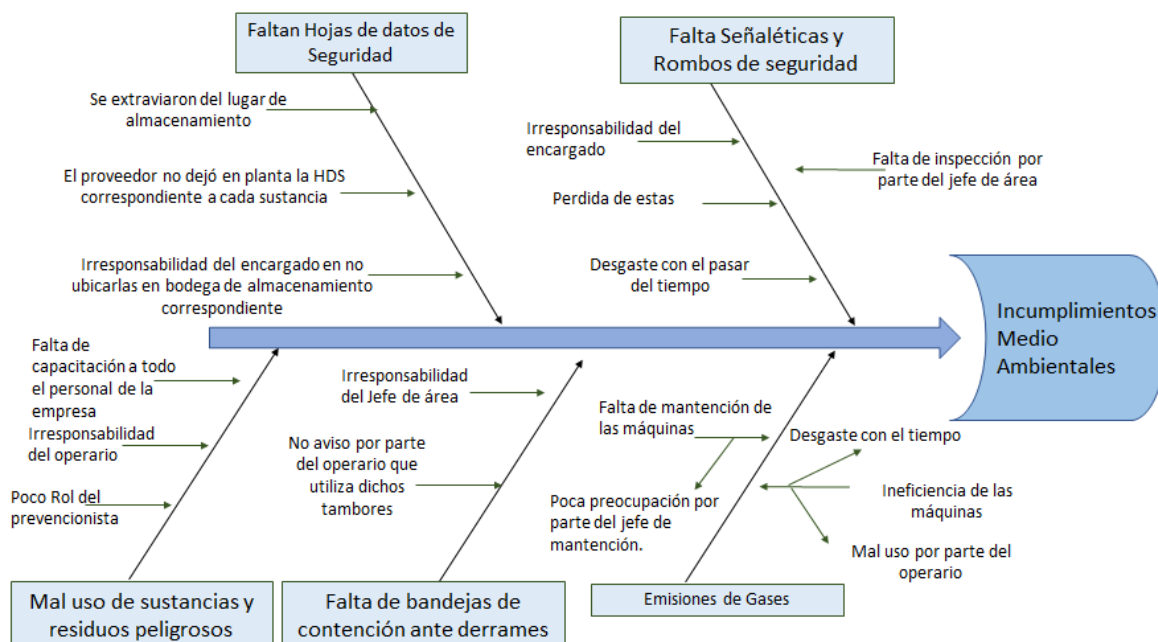 Faltan Hojas de datos de
Seguridad
Falta Señaléticas y
Rombos de seguridad
Se extraviaron del lugar de
almacenamiento
El proveedor no dejó en planta la HDS
correspondiente a cada sustancia
Irresponsabilidad del encargado en no
ubicarlas en bodega de almacenamiento
correspondiente
Irresponsabilidad del
encargado
Falta de inspección por
parte del jefe de área
Perdida de estas
Desgaste con el pasar
del tiempo
Incumplimientos
Medio
Ambientales
Falta de
capacitación a todo
el personal de la
empresa
Irresponsabilidad
del operario
Poco Rol del
prevencionista
Irresponsabilidad
del Jefe de área
No aviso por parte
del operario que
utiliza dichos
tambores
Falta de mantención de
las máquinas
Poca preocupación por
parte del jefe de
mantención.
Desgaste con el tiempo
Ineficiencia de las
máquinas
Mal uso por parte del
operario
Mal uso de sustancias y
residuos peligrosos
Falta de bandejas de
contención ante derrames
Emisiones de Gases